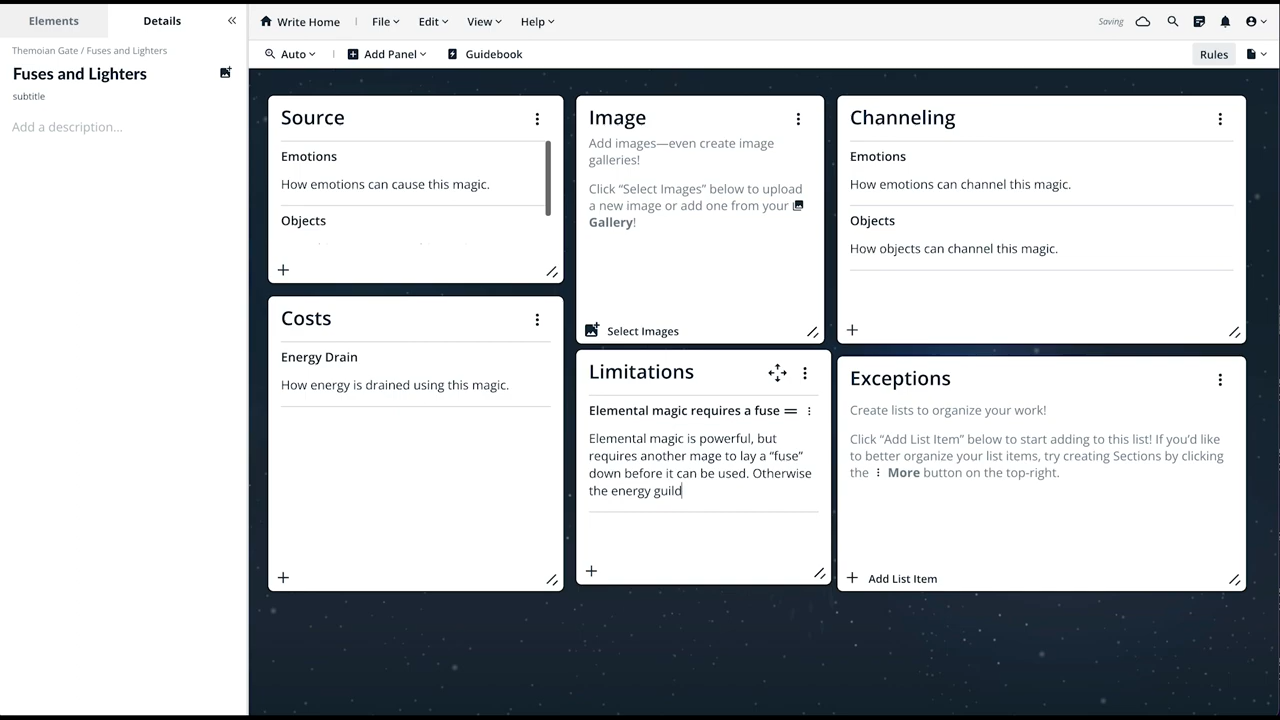 Elements
Details
Write Home
File
Edit
View
Help
Saving
Auto
Add Panel
Guidebook
Rules
Themoian Gate / Fuses and Lighters
Fuses and Lighters
subtitle
Add a description...
Source
Emotions
How emotions can cause this magic.
Objects
Image
Add images—even create image
galleries!
Click “Select Images” below to upload
a new image or add one from your
Gallery!
Select Images
Channeling
Emotions
How emotions can channel this magic.
Objects
How objects can channel this magic.
Costs
Energy Drain
How energy is drained using this magic.
Limitations
Elemental magic requires a fuse
Elemental magic is powerful, but
requires another mage to lay a “fuse”
down before it can be used. Otherwise
the energy guild
Exceptions
Create lists to organize your work!
Click “Add List Item” below to start adding to this list! If you’d like
to better organize your list items, try creating Sections by clicking
the More button on the top-right.
Add List Item